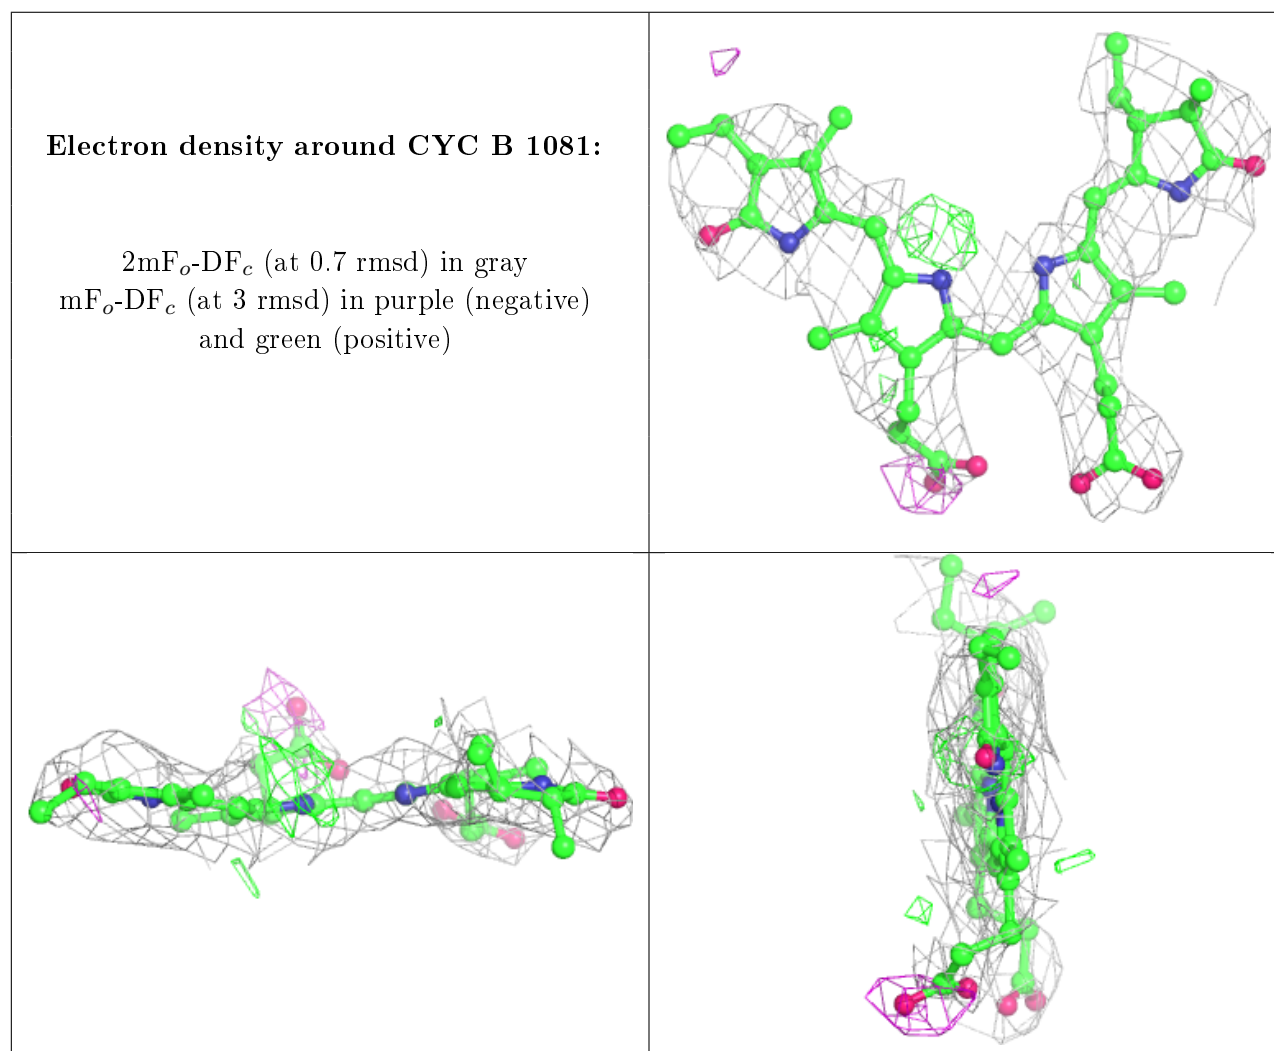 Electron density around CYC B 1081:
2mFₒ-DF𝒸 (at 0.7 rmsd) in gray
mFₒ-DF𝒸 (at 3 rmsd) in purple (negative)
and green (positive)